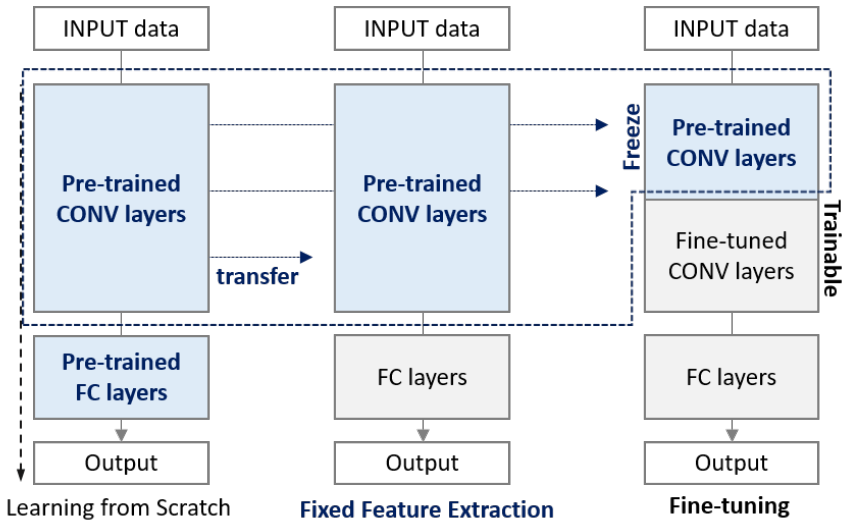 INPUT data
INPUT data
INPUT data
Pre-trained
CONV layers
transfer
Pre-trained
CONV layers
Freeze
Pre-trained
CONV layers
Fine-tuned
CONV layers
Trainable
Pre-trained
FC layers
FC layers
FC layers
Output
Output
Output
Learning from Scratch
Fixed Feature Extraction
Fine-tuning